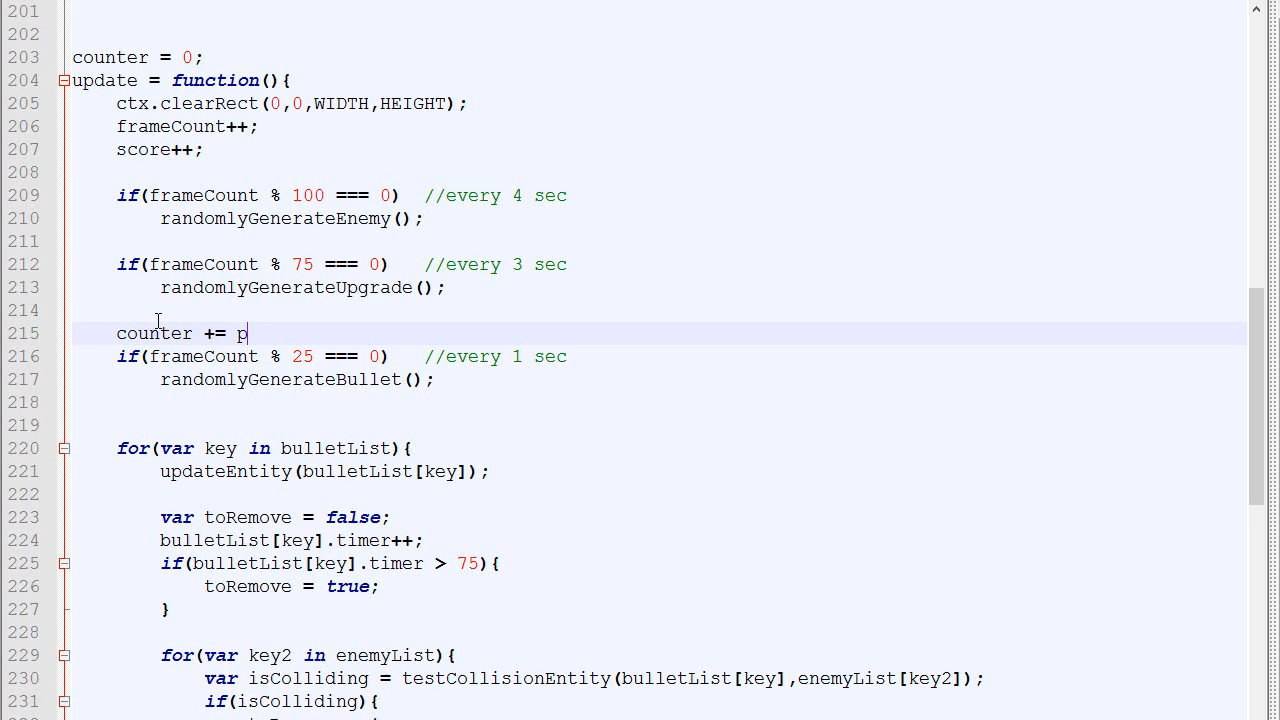 201
202
203 counter = 0;
204 update = function(){
205 ctx.clearRect(0,0,WIDTH,HEIGHT);
206 frameCount++;
207 score++;
208
209 if(frameCount % 100 === 0) //every 4 sec
210 randomlyGenerateEnemy();
211
212 if(frameCount % 75 === 0) //every 3 sec
213 randomlyGenerateUpgrade();
214
215 counter += p
216 if(frameCount % 25 === 0) //every 1 sec
217 randomlyGenerateBullet();
218
219
220 for(var key in bulletList){
221 updateEntity(bulletList[key]);
222
223 var toRemove = false;
224 bulletList[key].timer++;
225 if(bulletList[key].timer > 75){
226 toRemove = true;
227 }
228
229 for(var key2 in enemyList){
230 var isColliding = testCollisionEntity(bulletList[key],enemyList[key2]);
231 if(isColliding){